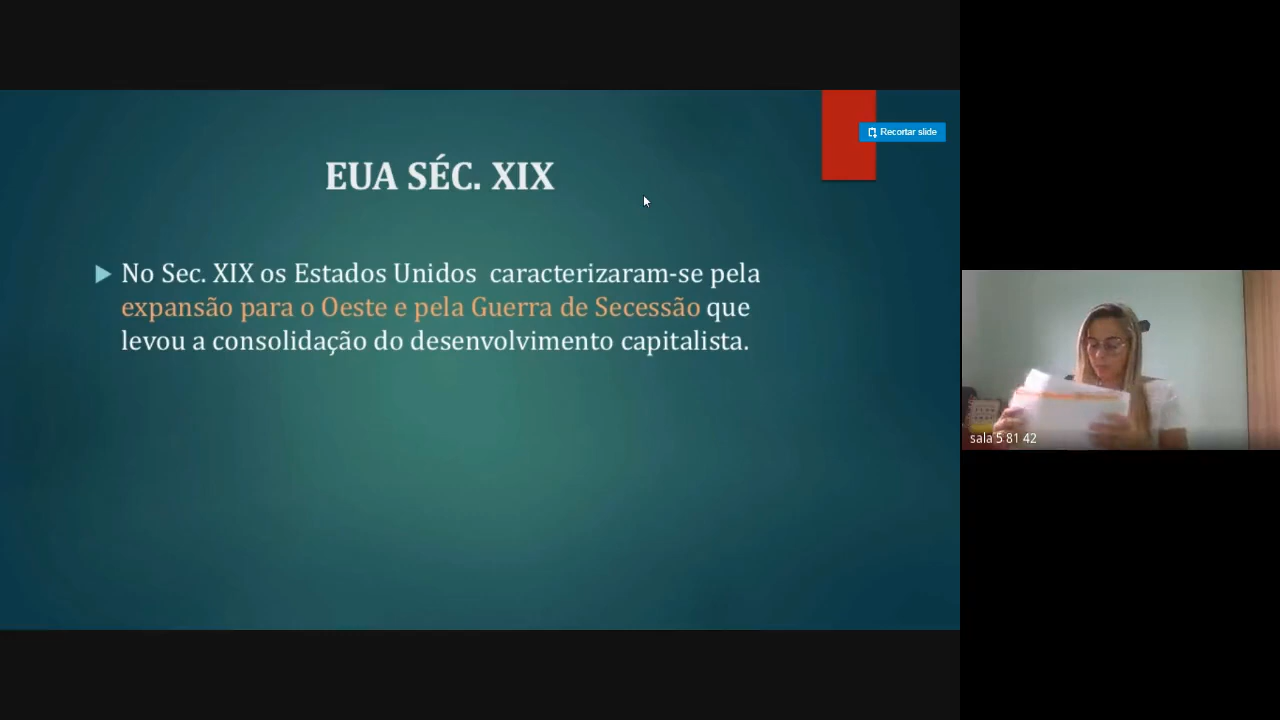 Recortar slide
EUA SÉC. XIX
No Sec. XIX os Estados Unidos caracterizaram-se pela
expansão para o Oeste e pela Guerra de Secessão que
levou a consolidação do desenvolvimento capitalista.
sala 5 81 42